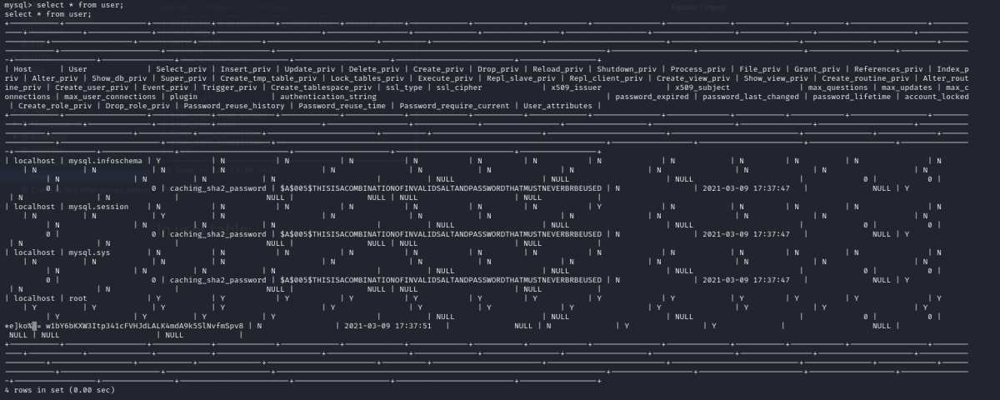 mysql> select * from user;
select * from user;
| Host | User | Select_priv | Insert_priv | Update_priv | Delete_priv | Create_priv | Drop_priv | Reload_priv | Shutdown_priv | Process_priv | File_priv | Grant_priv | References_priv | Index_p
riv | Alter_priv | Show_db_priv | Super_priv | Create_tmp_table_priv | Lock_tables_priv | Execute_priv | Repl_slave_priv | Repl_client_priv | Create_view_priv | Show_view_priv | Create_routine_priv | Alter_rout
ine_priv | Create_user_priv | Event_priv | Trigger_priv | Create_tablespace_priv | ssl_type | ssl_cipher | x509_issuer | x509_subject | max_questions | max_updates | max_c
onnections | max_user_connections | plugin | authentication_string | password_expired | password_last_changed | password_lifetime | account_locked
| Create_role_priv | Drop_role_priv | Password_reuse_history | Password_reuse_time | Password_require_current | User_attributes |
| localhost | mysql.infoschema | Y | N | N | N | N | N | N | N | N | N | N | N | N
| N | N | N | N | N | N | N | N | N | N | N | N
| N | N | N | N | N | | NULL | NULL | 0 | 0 |
0 | 0 | caching_sha2_password | $A$005$THISISACOMBINATIONOFINVALIDSALTANDPASSWORDTHATMUSTNEVERBRBEUSED | N | 2021-03-09 17:37:47 | NULL | Y
| N | N | NULL | NULL | NULL | NULL |
| localhost | mysql.session | N | N | N | N | N | N | N | Y | N | N | N | N | N
| N | N | Y | N | N | N | N | N | N | N | N | N
| N | N | N | N | N | | NULL | NULL | 0 | 0 |
0 | 0 | caching_sha2_password | $A$005$THISISACOMBINATIONOFINVALIDSALTANDPASSWORDTHATMUSTNEVERBRBEUSED | N | 2021-03-09 17:37:47 | NULL | Y
| N | N | NULL | NULL | NULL | NULL |
| localhost | mysql.sys | N | N | N | N | N | N | N | N | N | N | N | N | N
| N | N | N | N | N | N | N | N | N | N | N | N
| N | N | N | N | N | | NULL | NULL | 0 | 0 |
0 | 0 | caching_sha2_password | $A$005$THISISACOMBINATIONOFINVALIDSALTANDPASSWORDTHATMUSTNEVERBRBEUSED | N | 2021-03-09 17:37:47 | NULL | Y
| N | N | NULL | NULL | NULL | NULL |
| localhost | root | Y | Y | Y | Y | Y | Y | Y | Y | Y | Y | Y | Y | Y
| Y | Y | Y | Y | Y | Y | Y | Y | Y | Y | Y | Y
| Y | Y | Y | Y | Y | | NULL | NULL | 0 | 0 |
| N | 2021-03-09 17:37:51 | NULL | N | Y | Y | NULL |
NULL | NULL | NULL |
4 rows in set (0.00 sec)